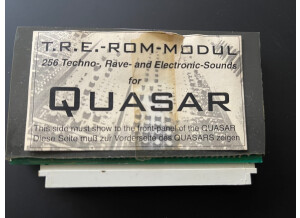 T.R.E.-ROM-MODUL
256 Techno-, Rave- and Electronic-Sounds
for
QUASAR
This side must show to the front-panel of the QUASAR
Diese Seite muß zur Vorderseite des QUASARS zeigen